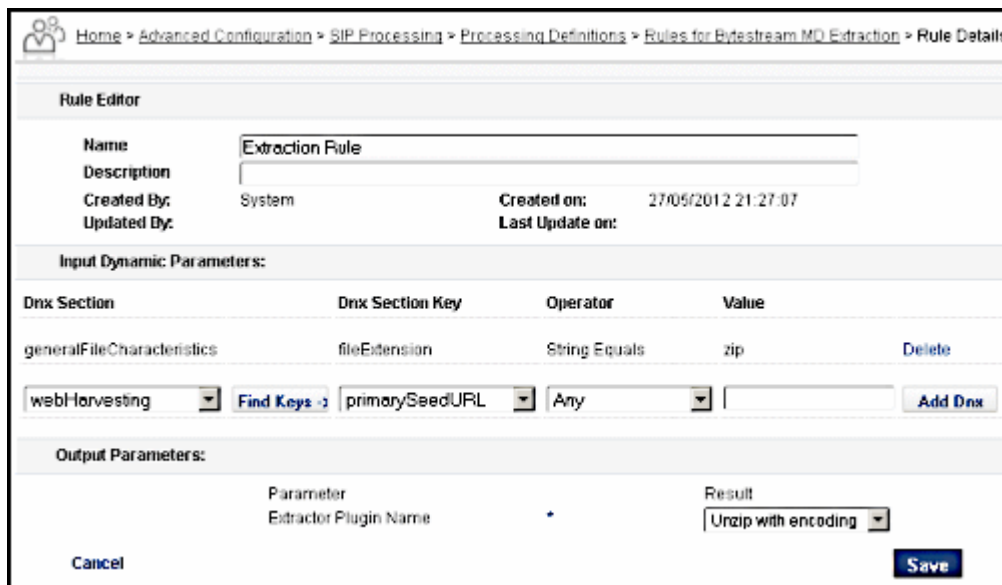 Home > Advanced Configuration > SIP Processing > Processing Definitions > Rules for Bytestream MD Extraction > Rule Details
Rule Editor
Name Extraction Rule
Description
Created By: System Created on: 27/05/2012 21:27:07
Updated By: Last Update on:
Input Dynamic Parameters:
Dnx Section Dnx Section Key Operator Value
generalFileCharacteristics fileExtension String Equals zip Delete
webHarvesting Find Keys -> primarySeedURL Any Add Dnx
Output Parameters:
Parameter Result
Extractor Plugin Name * Unzip with encoding
Cancel Save